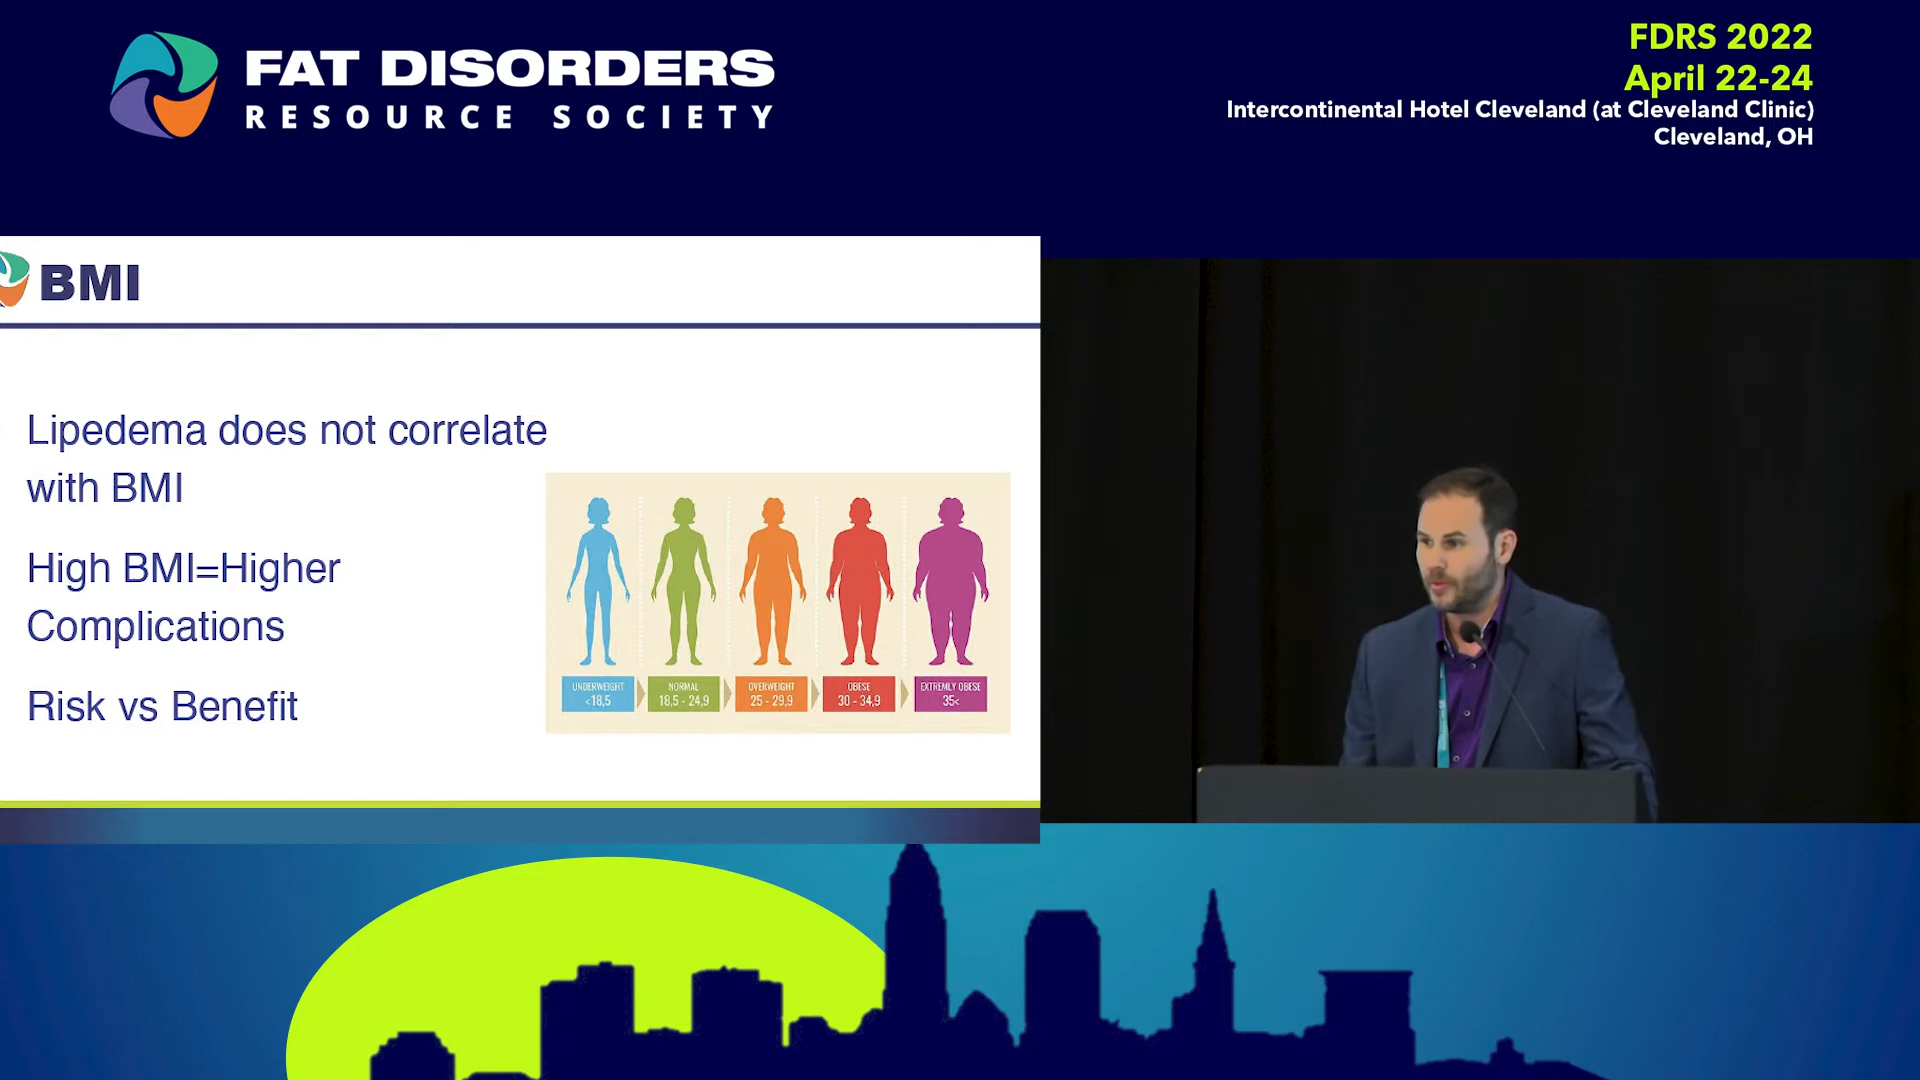 FAT DISORDERS
RESOURCE SOCIETY
FDRS 2022
April 22-24
Intercontinental Hotel Cleveland (at Cleveland Clinic)
Cleveland, OH
BMI
Lipedema does not correlate
with BMI
High BMI=Higher
Complications
Risk vs Benefit
UNDERWEIGHT
<18,5
NORMAL
18,5 - 24,9
OVERWEIGHT
25 - 29,9
OBESE
30 - 34,9
EXTREMLY OBESE
35<